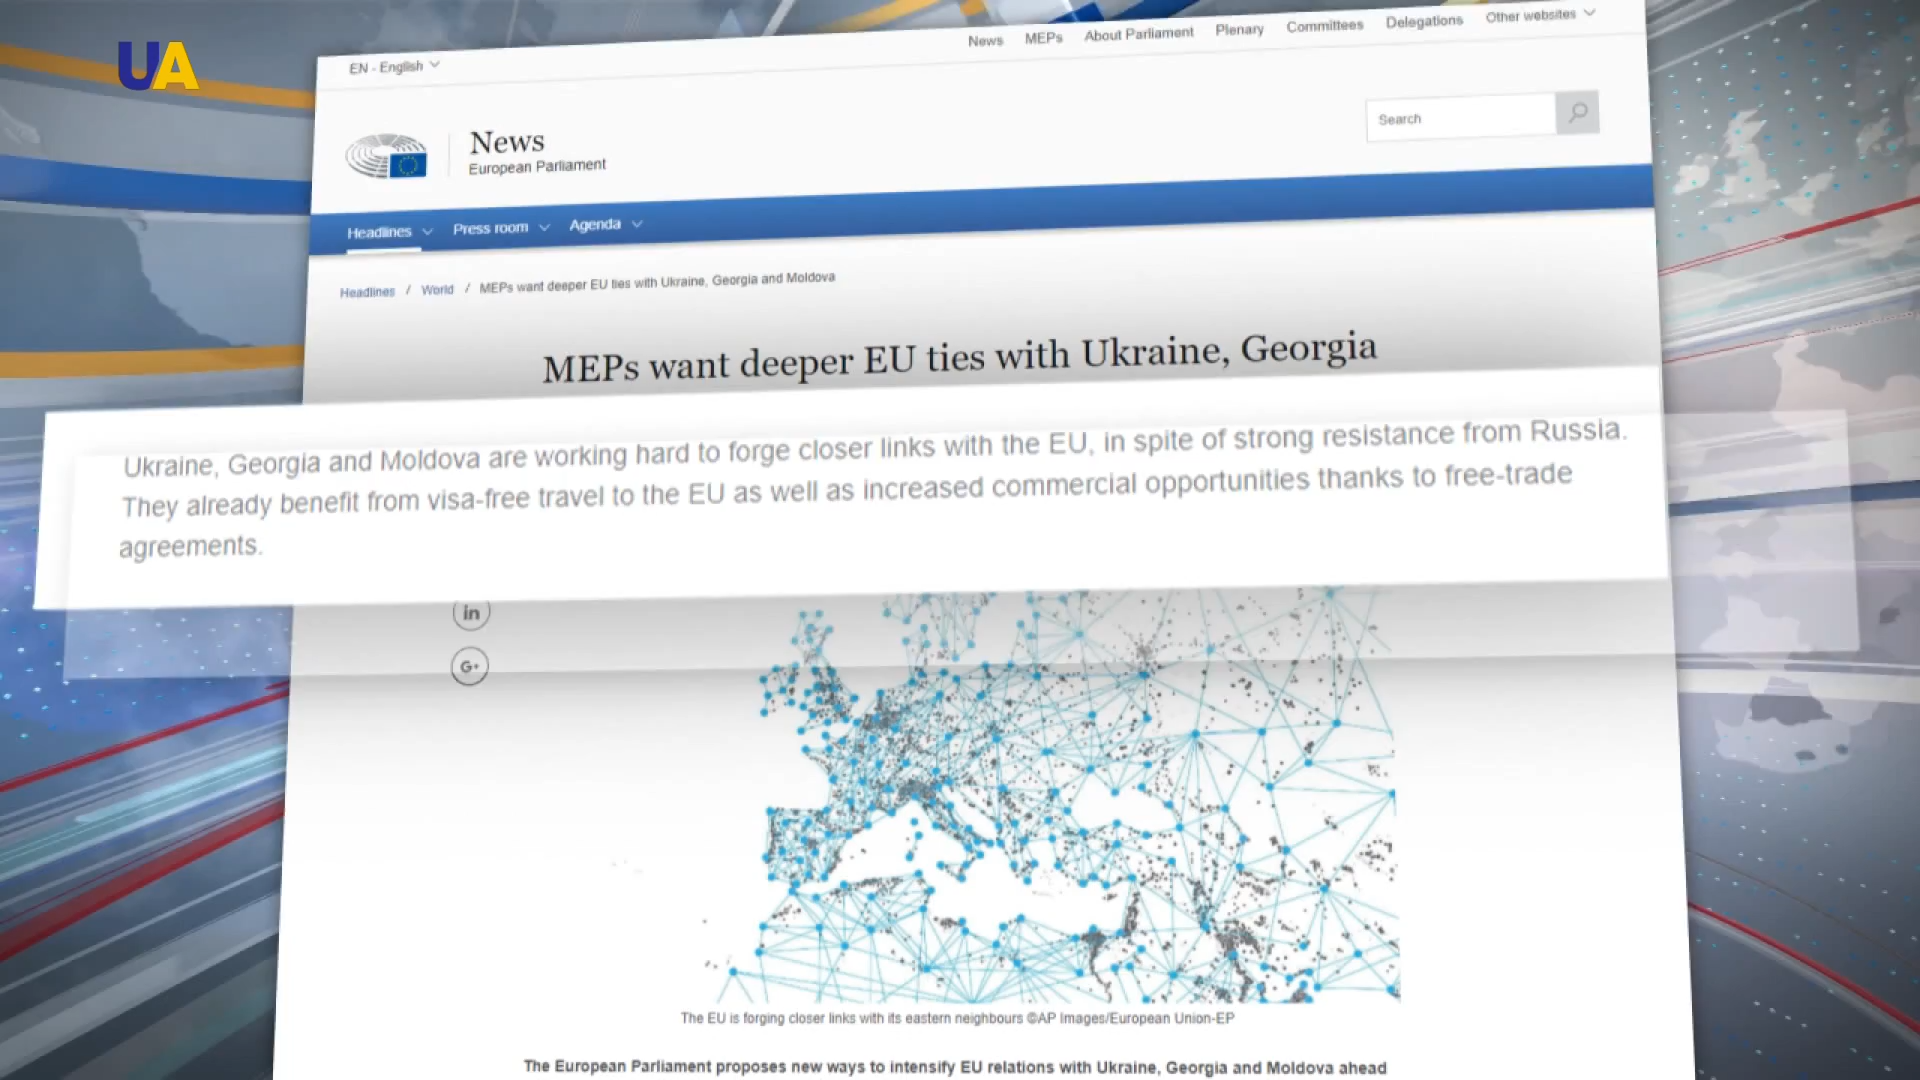 UA
EN - English
News MEPs About Parliament Plenary Committees Delegations Other websites
News
European Parliament
Search
Headlines Press room Agenda
Headlines / World / MEPs want deeper EU ties with Ukraine, Georgia and Moldova
MEPs want deeper EU ties with Ukraine, Georgia
Ukraine, Georgia and Moldova are working hard to forge closer links with the EU, in spite of strong resistance from Russia.
They already benefit from visa-free travel to the EU as well as increased commercial opportunities thanks to free-trade
agreements.
in
G+
The EU is forging closer links with its eastern neighbours ©AP Images/European Union-EP
The European Parliament proposes new ways to intensify EU relations with Ukraine, Georgia and Moldova ahead